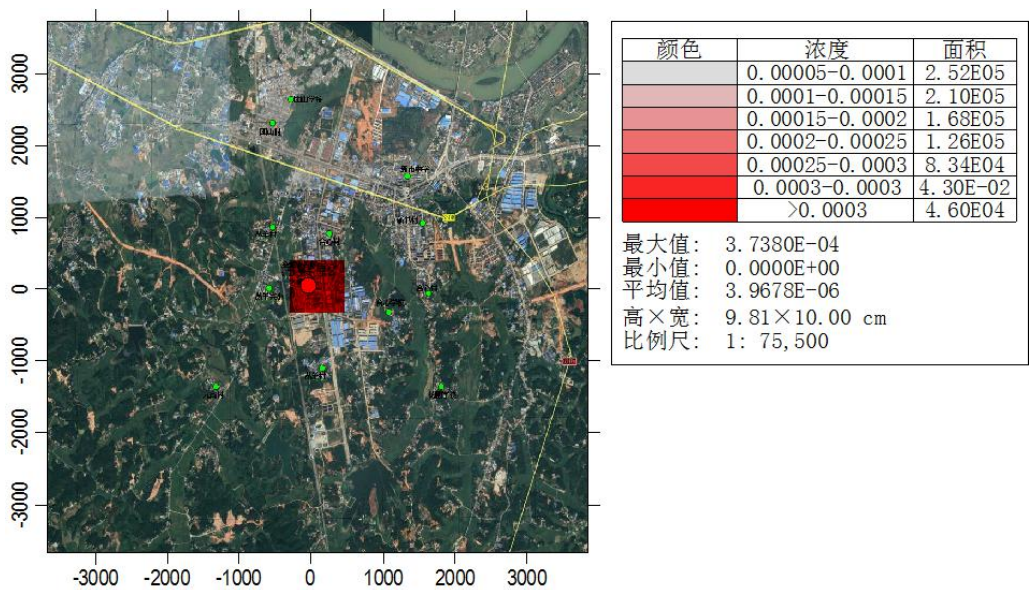 3000
2000
1000
0
-1000
-2000
-3000
-3000 -2000 -1000 0 1000 2000 3000
颜色 浓度 面积
0.00005-0.0001 2.52E05
0.0001-0.00015 2.10E05
0.00015-0.0002 1.68E05
0.0002-0.00025 1.26E05
0.00025-0.0003 8.34E04
0.0003-0.0003 4.30E-02
>0.0003 4.60E04
最大值: 3.7380E-04
最小值: 0.0000E+00
平均值: 3.9678E-06
高×宽: 9.81×10.00 cm
比例尺: 1: 75,500